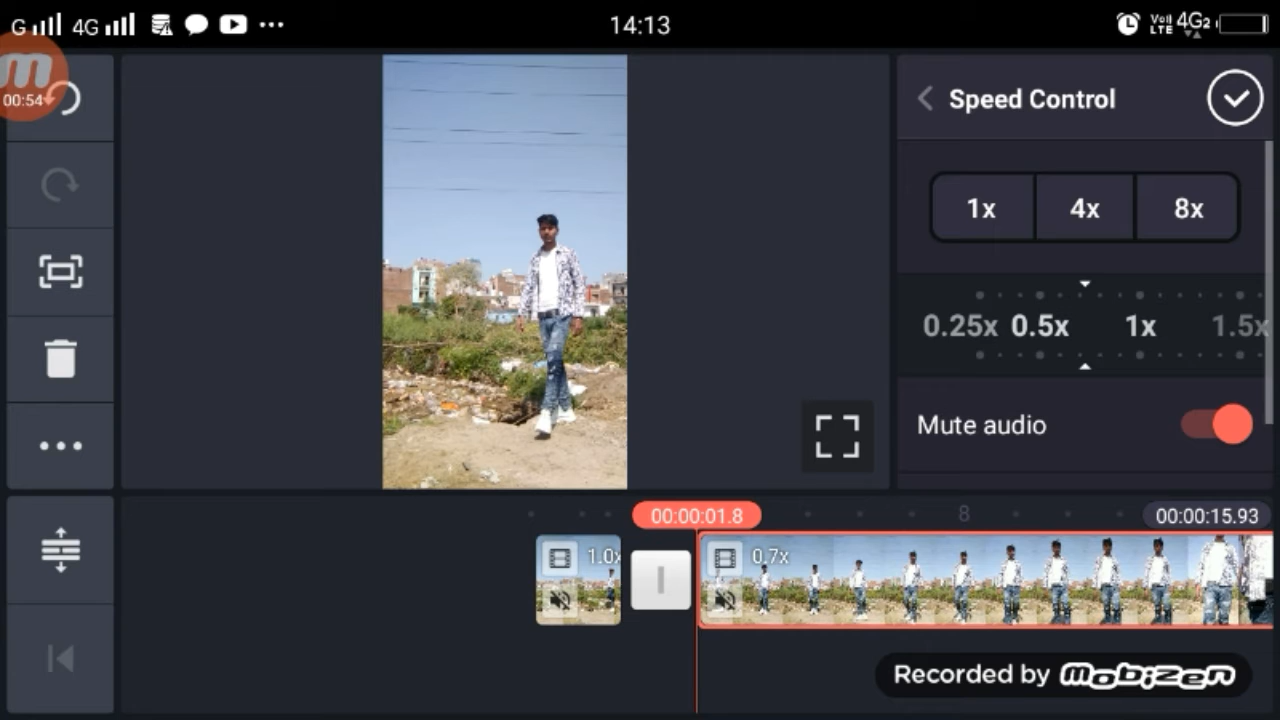 G 4G 14:13 VoII LTE 4G2
m
00:54
Speed Control
1x 4x 8x
0.25x 0.5x 1x 1.5x
Mute audio
00:00:01.8 8 00:00:15.93
1.0x 0.7x
Recorded by mobizen